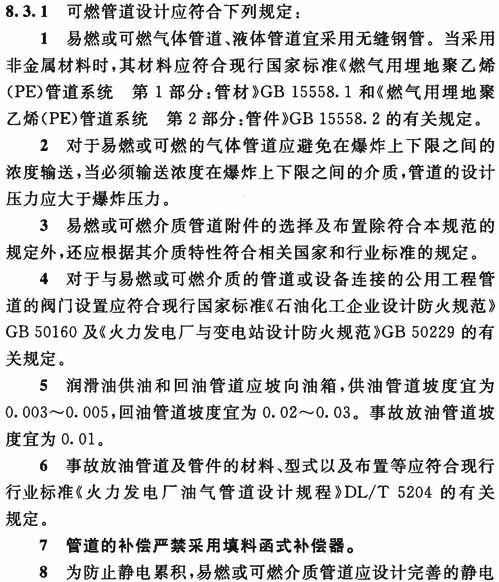 8.3.1 可燃管道设计应符合下列规定：
1 易燃或可燃气体管道、液体管道宜采用无缝钢管。当采用
非金属材料时，其材料应符合现行国家标准《燃气用埋地聚乙烯
(PE)管道系统 第1部分：管材》GB 15558.1和《燃气用埋地聚
乙烯(PE)管道系统 第2部分：管件》GB 15558.2的有关规定。
2 对于易燃或可燃的气体管道应避免在爆炸上下限之间的
浓度输送，当必须输送浓度在爆炸上下限之间的介质，管道的设计
压力应大于爆炸压力。
3 易燃或可燃介质管道附件的选择及布置除符合本规范的
规定外，还应根据其介质特性符合相关国家和行业标准的规定。
4 对于与易燃或可燃介质的管道或设备连接的公用工程管
道的阀门设置应符合现行国家标准《石油化工企业设计防火规范》
GB 50160及《火力发电厂与变电站设计防火规范》GB 50229的有
关规定。
5 润滑油供油和回油管道应坡向油箱，供油管道坡度宜为
0.003～0.005，回油管道坡度宜为0.02～0.03。事故放油管道坡
度宜为0.01。
6 事故放油管道及管件的材料、型式以及布置等应符合现行
行业标准《火力发电厂油气管道设计规程》DL/T 5204的有关
规定。
7 管道的补偿严禁采用填料函式补偿器。
8 为防止静电累积，易燃或可燃介质管道应设计完善的静电